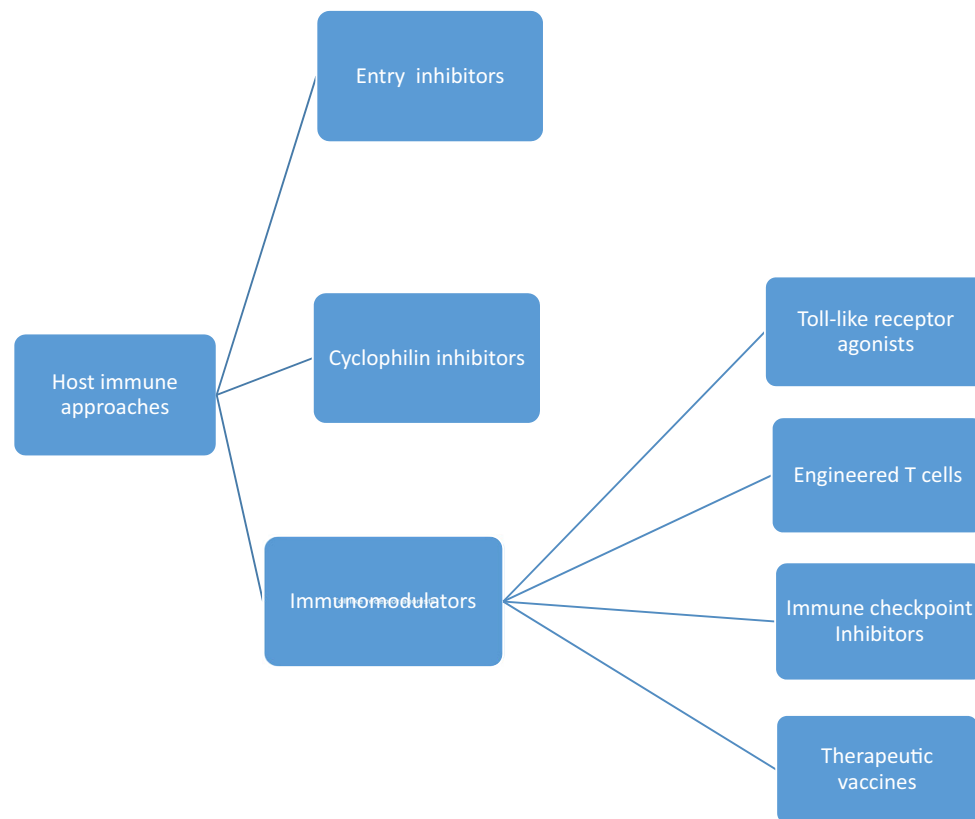 Entry inhibitors
Cyclophilin inhibitors
Host immune
approaches
Immunomodulators
Toll-like receptor
agonists
Engineered T cells
Immune checkpoint
Inhibitors
Therapeutic
vaccines